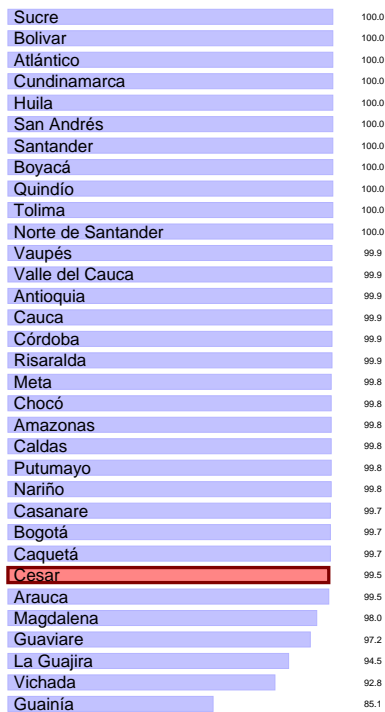 Sucre 100.0
Bolivar 100.0
Atlántico 100.0
Cundinamarca 100.0
Huila 100.0
San Andrés 100.0
Santander 100.0
Boyacá 100.0
Quindío 100.0
Tolima 100.0
Norte de Santander 100.0
Vaupés 99.9
Valle del Cauca 99.9
Antioquia 99.9
Cauca 99.9
Córdoba 99.9
Risaralda 99.9
Meta 99.8
Chocó 99.8
Amazonas 99.8
Caldas 99.8
Putumayo 99.8
Nariño 99.8
Casanare 99.7
Bogotá 99.7
Caquetá 99.7
Cesar 99.5
Arauca 99.5
Magdalena 98.0
Guaviare 97.2
La Guajira 94.5
Vichada 92.8
Guainía 85.1